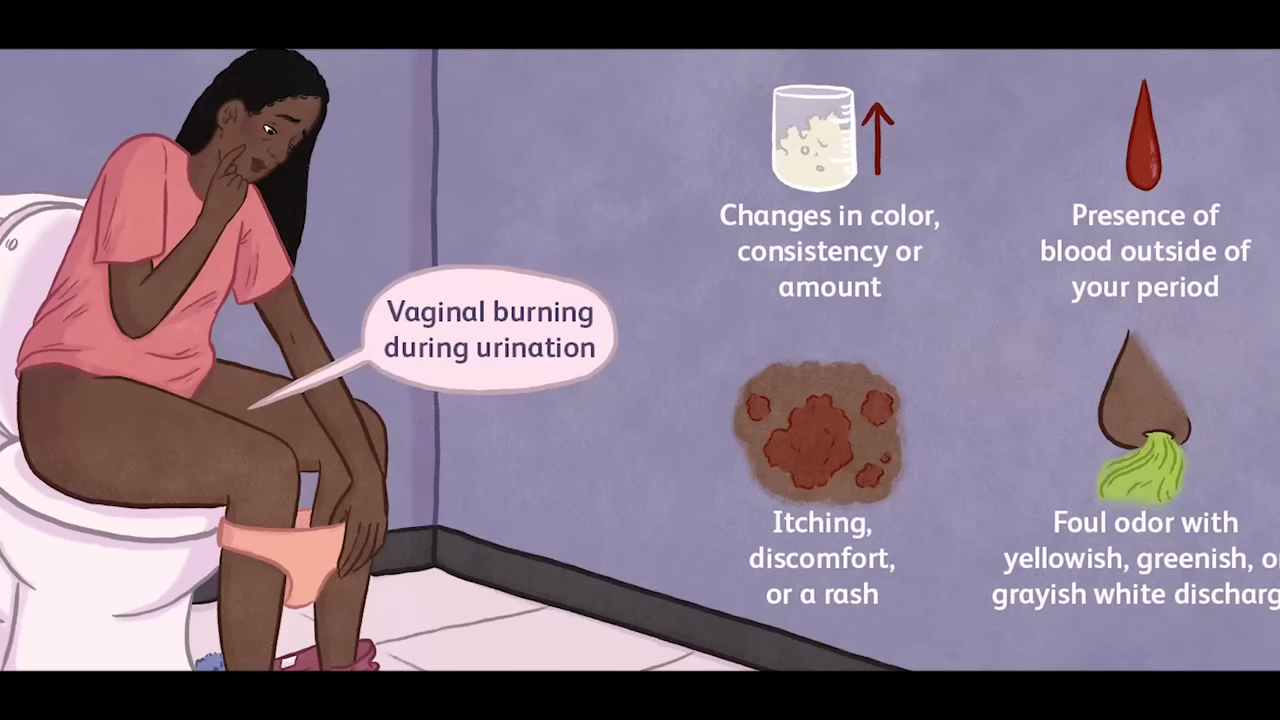 Changes in color,
consistency or
amount
Presence of
blood outside of
your period
Vaginal burning
during urination
Itching,
discomfort,
or a rash
Foul odor with
yellowish, greenish,
grayish white